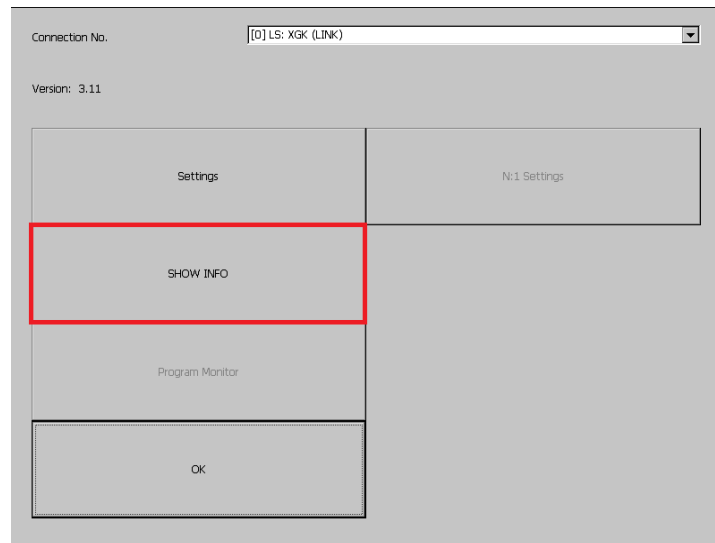 Connection No.
[0] LS: XGK (LINK)
Version: 3.11
Settings
N:1 Settings
SHOW INFO
Program Monitor
OK